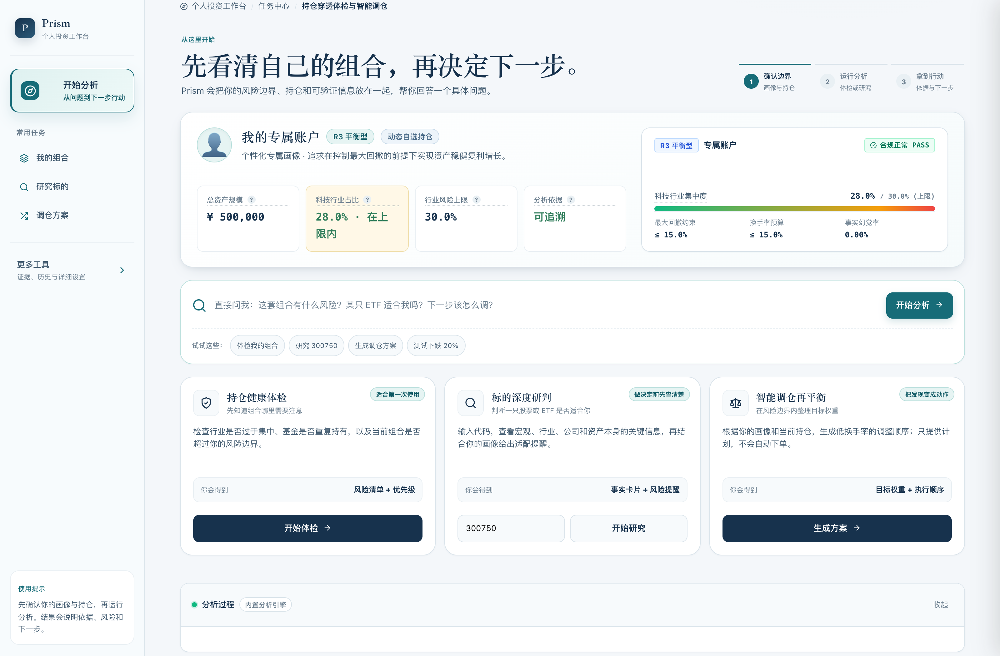 个人投资工作台 / 任务中心 / 持仓穿透体检与智能调仓
P
Prism
个人投资工作台
开始分析
从问题到下一步行动
常用任务
我的组合
研究标的
调仓方案
更多工具
证据、历史与详细设置
使用提示
先确认你的画像与持仓，再运行
分析。结果会说明依据、风险和
下一步。
从这里开始
先看清自己的组合，再决定下一步。
Prism 会把你的风险边界、持仓和可验证信息放在一起，帮你回答一个具体问题。
1 确认边界
画像与持仓
2 运行分析
体检或研究
3 拿到行动
依据与下一步
我的专属账户 R3 平衡型 动态自选持仓
个性化专属画像 · 追求在控制最大回撤的前提下实现资产稳健复利增长。
总资产规模 ?
¥ 500,000
科技行业占比 ?
28.0% · 在上
限内
行业风险上限 ?
30.0%
分析依据 ?
可追溯
R3 平衡型 专属账户 合规正常 PASS
科技行业集中度 28.0% / 30.0% (上限)
最大回撤约束
≤ 15.0%
换手率预算
≤ 15.0%
事实幻觉率
0.00%
直接问我：这套组合有什么风险？某只 ETF 适合我吗？下一步该怎么调？ 开始分析 →
试试这些： 体检我的组合 研究 300750 生成调仓方案 测试下跌 20%
持仓健康体检 适合第一次使用
先知道组合哪里需要注意
检查行业是否过于集中、基金是否重复持有，以及当前组合是否
超过你的风险边界。
你会得到 风险清单 + 优先级
开始体检 →
标的深度研判 做决定前先查清楚
判断一只股票或 ETF 是否适合你
输入代码，查看宏观、行业、公司和资产本身的关键信息，再结
合你的画像给出适配提醒。
你会得到 事实卡片 + 风险提醒
300750 开始研究
智能调仓再平衡 把发现变成动作
在风险边界内整理目标权重
根据你的画像和当前持仓，生成低换手率的调整顺序；只提供计
划，不会自动下单。
你会得到 目标权重 + 执行顺序
生成方案 →
分析过程 内置分析引擎 收起